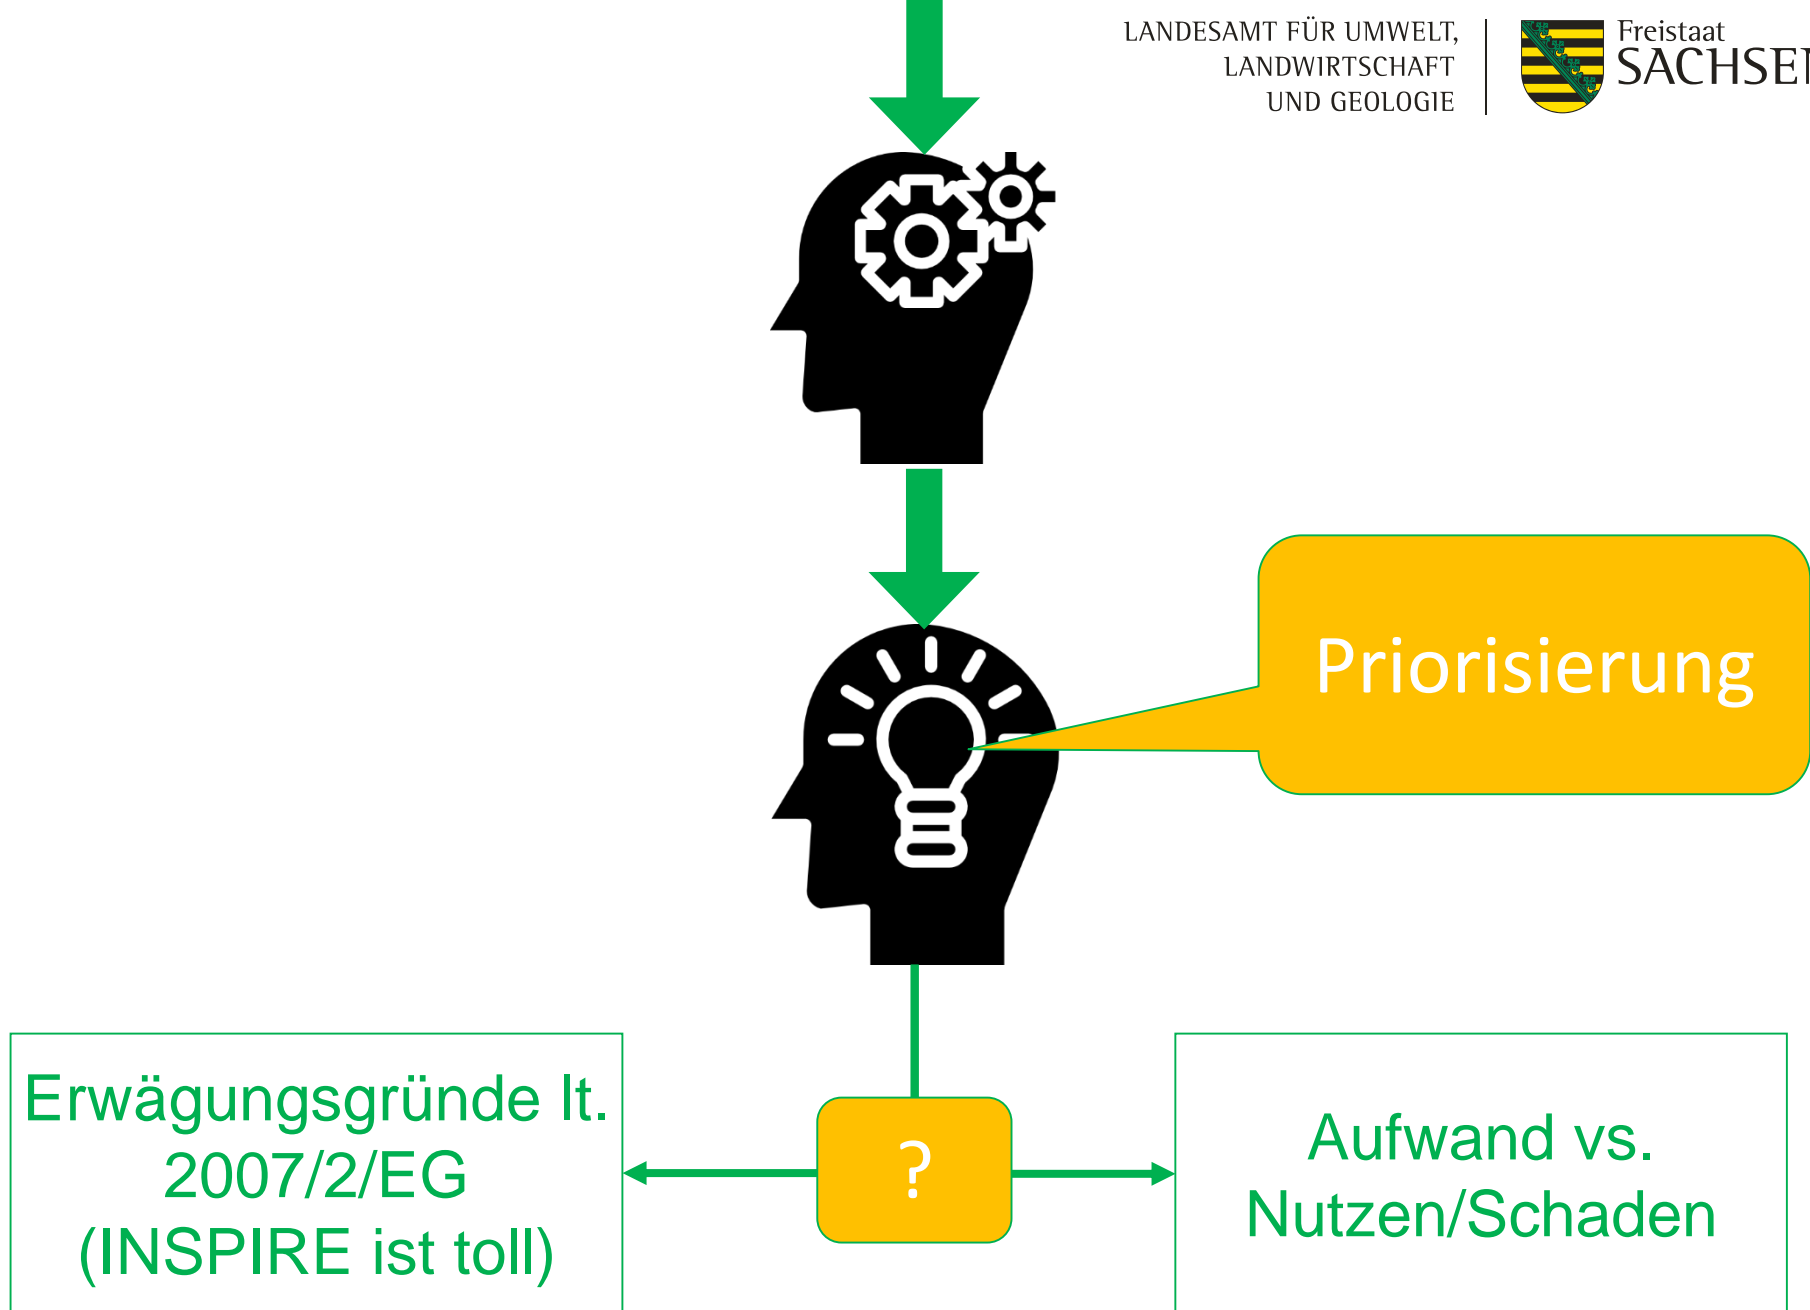 LANDESAMT FÜR UMWELT,
LANDWIRTSCHAFT
UND GEOLOGIE
Freistaat
SACHSEN
Priorisierung
Erwägungsgründe lt.
2007/2/EG
(INSPIRE ist toll)
?
Aufwand vs.
Nutzen/Schaden